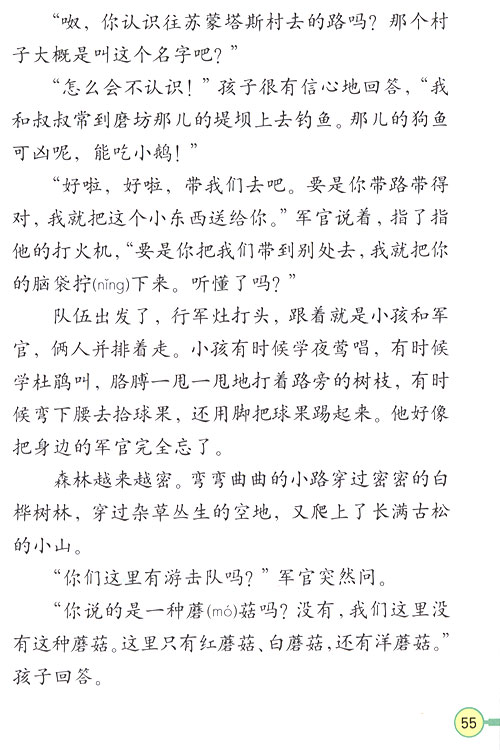 “呶，你认识往苏蒙塔斯村去的路吗？那个村
子大概是叫这个名字吧？”
“怎么会不认识！”孩子很有信心地回答，“我
和叔叔常到磨坊那儿的堤坝上去钓鱼。那儿的狗鱼
可凶呢，能吃小鹅！”
“好啦，好啦，带我们去吧。要是你带路带得
对，我就把这个小东西送给你。”军官说着，指了指
他的打火机，“要是你把我们带到别处去，我就把你
的脑袋拧(nǐng)下来。听懂了吗？”
队伍出发了，行军灶打头，跟着就是小孩和军
官，俩人并排着走。小孩有时候学夜莺唱，有时候
学杜鹃叫，胳膊一甩一甩地打着路旁的树枝，有时
候弯下腰去拾球果，还用脚把球果踢起来。他好像
把身边的军官完全忘了。
森林越来越密。弯弯曲曲的小路穿过密密的白
桦树林，穿过杂草丛生的空地，又爬上了长满古松
的小山。
“你们这里有游击队吗？”军官突然问。
“你说的是一种蘑(mó)菇吗？没有，我们这里没
有这种蘑菇。这里只有红蘑菇、白蘑菇，还有洋蘑菇。”
孩子回答。
55